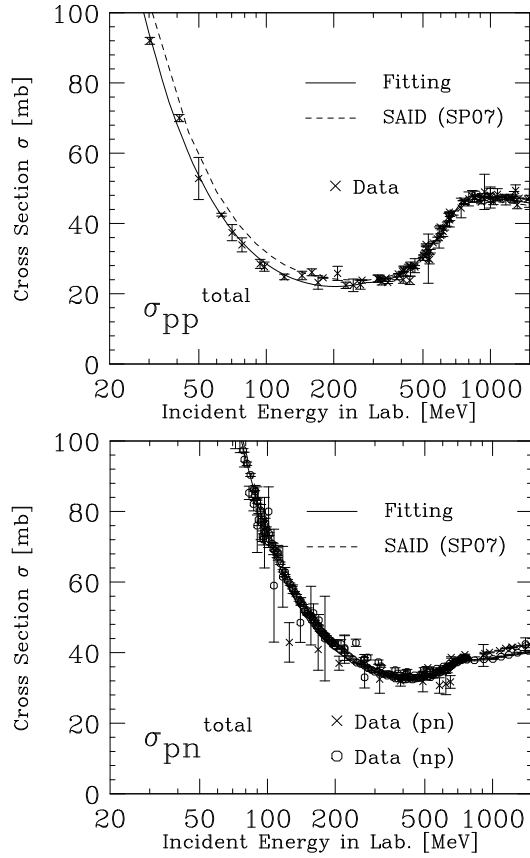 100
80
60
40
20
0
Cross Section σ [mb]
Fitting
SAID (SP07)
Data
σpp total
20 50 100 200 500 1000
Incident Energy in Lab. [MeV]
100
80
60
40
20
0
Cross Section σ [mb]
Fitting
SAID (SP07)
Data (pn)
Data (np)
σpn total
20 50 100 200 500 1000
Incident Energy in Lab. [MeV]